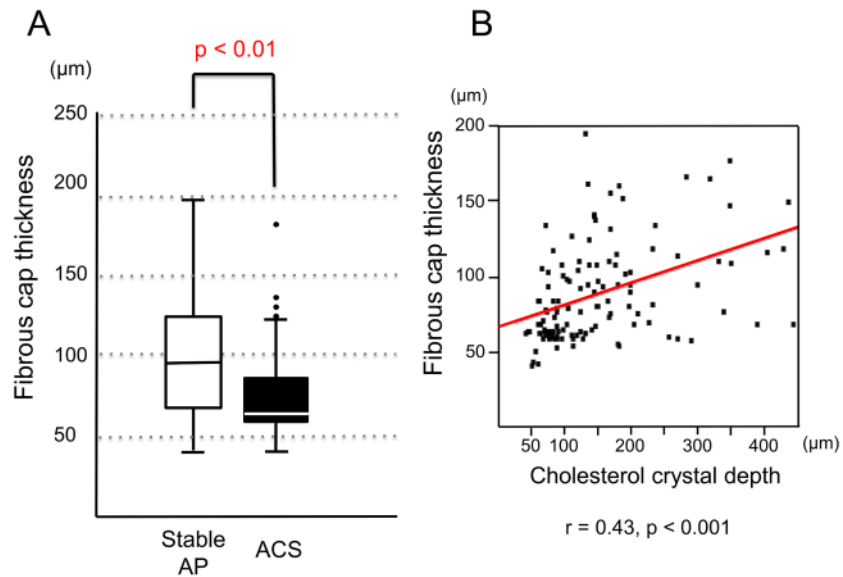 A
p < 0.01
(μm)
250
200
150
100
50
Fibrous cap thickness
Stable
AP
ACS
B
(μm)
200
150
100
50
Fibrous cap thickness
50 100 200 300 400 (μm)
Cholesterol crystal depth
r = 0.43, p < 0.001